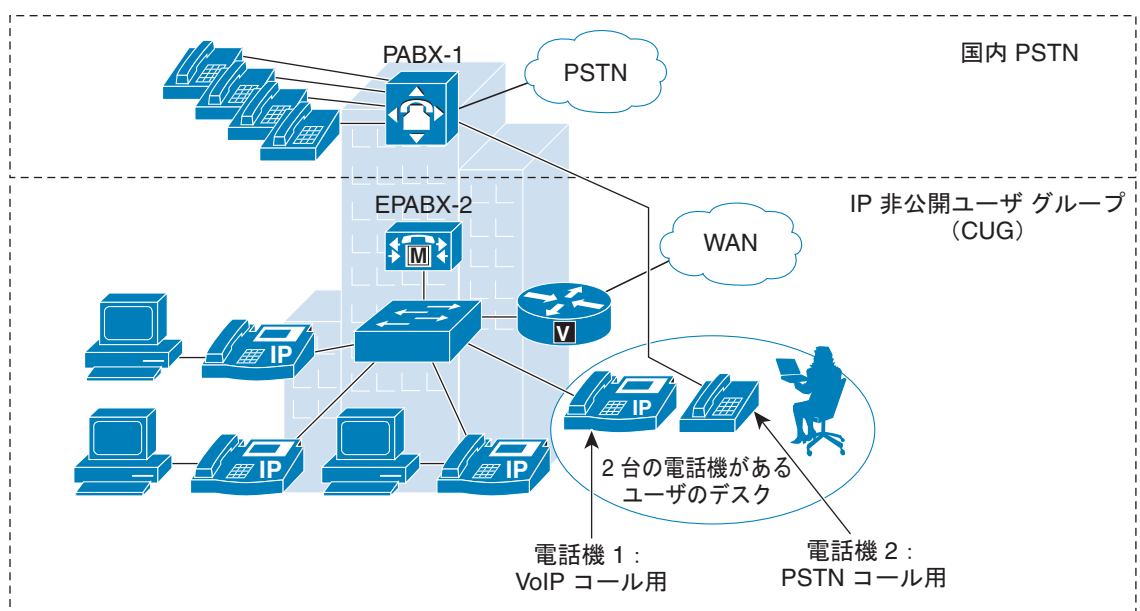 PABX-1
PSTN
国内 PSTN
EPABX-2
IP 非公開ユーザ グループ
（CUG）
M
WAN
V
IP
IP
IP
IP
2 台の電話機がある
ユーザのデスク
電話機 1：
VoIP コール用
電話機 2：
PSTN コール用